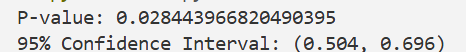 P-value: 0.028443966820490395
95% Confidence Interval: (0.504, 0.696)